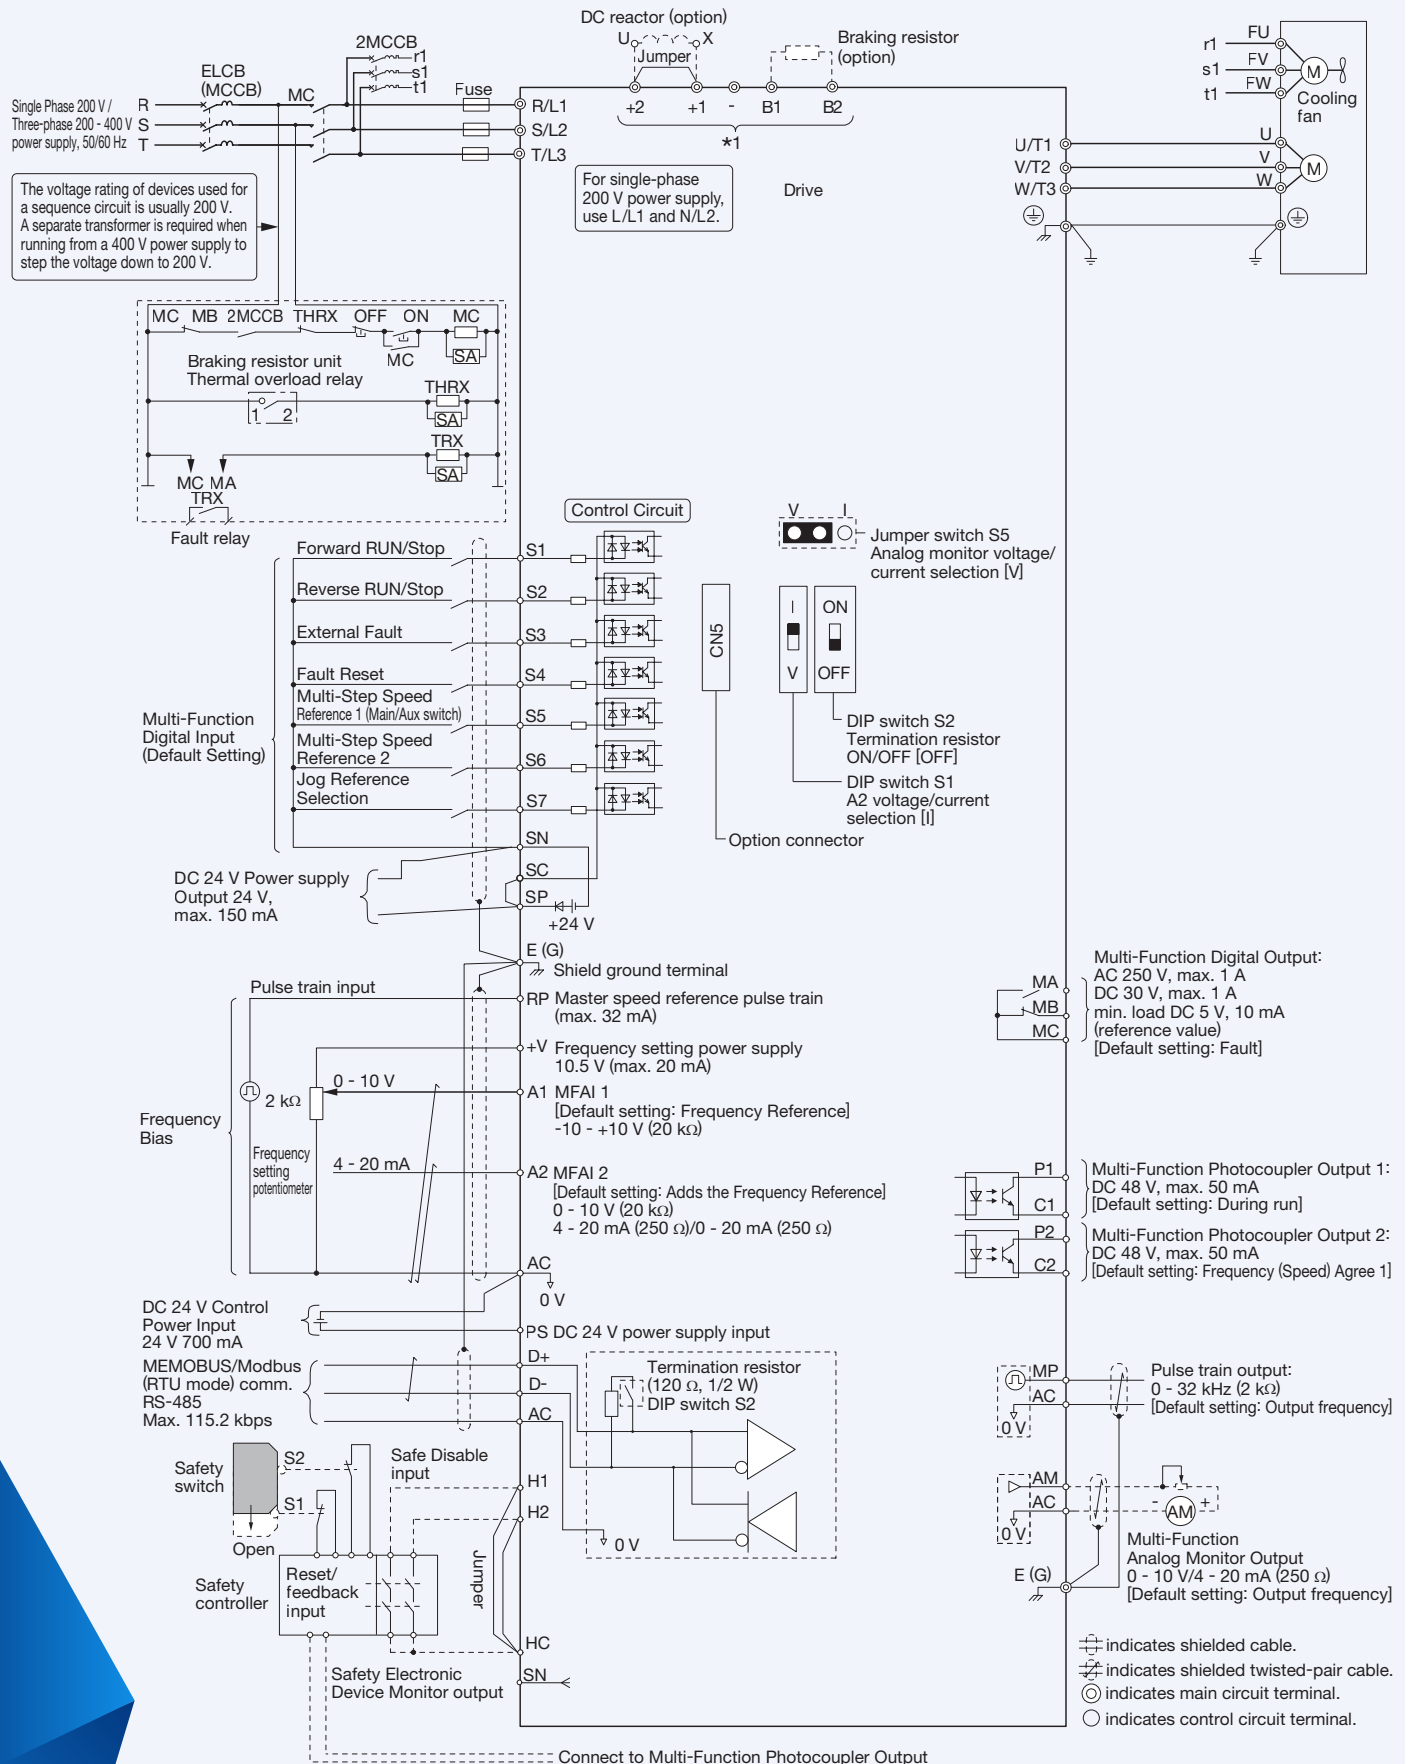 DC reactor (option)
U X
Jumper
Braking resistor
(option)
2MCCB
r1
s1
t1
ELCB
(MCCB)
MC
Fuse
Single Phase 200 V /
Three-phase 200 - 400 V
power supply, 50/60 Hz
R
S
T
R/L1
S/L2
T/L3
+2 +1 - B1 B2
*1
For single-phase
200 V power supply,
use L/L1 and N/L2.
Drive
r1 FU
s1 FV
t1 FW
M
Cooling
fan
U/T1 U
V/T2 V
W/T3 W
M
The voltage rating of devices used for
a sequence circuit is usually 200 V.
A separate transformer is required when
running from a 400 V power supply to
step the voltage down to 200 V.
MC MB 2MCCB THRX OFF ON MC
MC
SA
Braking resistor unit
Thermal overload relay
1 2
THRX
SA
TRX
SA
MC MA
TRX
Fault relay
Control Circuit
V I
Jumper switch S5
Analog monitor voltage/
current selection [V]
Forward RUN/Stop
S1
Reverse RUN/Stop
S2
External Fault
S3
Fault Reset
S4
Multi-Step Speed
Reference 1 (Main/Aux switch)
S5
Multi-Step Speed
Reference 2
S6
Jog Reference
Selection
S7
Multi-Function
Digital Input
(Default Setting)
CN5
I
V
ON
OFF
DIP switch S2
Termination resistor
ON/OFF [OFF]
DIP switch S1
A2 voltage/current
selection [I]
Option connector
SN
SC
SP
+24 V
DC 24 V Power supply
Output 24 V,
max. 150 mA
E (G)
Shield ground terminal
Pulse train input
RP Master speed reference pulse train
(max. 32 mA)
+V Frequency setting power supply
10.5 V (max. 20 mA)
0 - 10 V
2 kΩ
A1 MFAI 1
[Default setting: Frequency Reference]
-10 - +10 V (20 kΩ)
Frequency
Bias
Frequency
setting
potentiometer
4 - 20 mA
A2 MFAI 2
[Default setting: Adds the Frequency Reference]
0 - 10 V (20 kΩ)
4 - 20 mA (250 Ω)/0 - 20 mA (250 Ω)
AC
0 V
MA
MB
MC
Multi-Function Digital Output:
AC 250 V, max. 1 A
DC 30 V, max. 1 A
min. load DC 5 V, 10 mA
(reference value)
[Default setting: Fault]
P1
C1
Multi-Function Photocoupler Output 1:
DC 48 V, max. 50 mA
[Default setting: During run]
P2
C2
Multi-Function Photocoupler Output 2:
DC 48 V, max. 50 mA
[Default setting: Frequency (Speed) Agree 1]
DC 24 V Control
Power Input
24 V 700 mA
PS DC 24 V power supply input
MEMOBUS/Modbus
(RTU mode) comm.
RS-485
Max. 115.2 kbps
D+
D-
AC
Termination resistor
(120 Ω, 1/2 W)
DIP switch S2
0 V
MP
AC
0 V
Pulse train output:
0 - 32 kHz (2 kΩ)
[Default setting: Output frequency]
AM
AC
0 V
- AM +
Multi-Function
Analog Monitor Output
0 - 10 V/4 - 20 mA (250 Ω)
[Default setting: Output frequency]
E (G)
Safety
switch
S2
S1
Open
Safe Disable
input
H1
H2
Jumper
Safety
controller
Reset/
feedback
input
HC
SN
Safety Electronic
Device Monitor output
Connect to Multi-Function Photocoupler Output
indicates shielded cable.
indicates shielded twisted-pair cable.
indicates main circuit terminal.
indicates control circuit terminal.